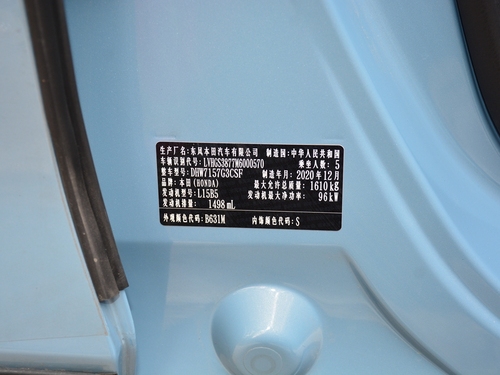 生产厂名:东风本田汽车有限公司 制造国:中华人民共和国
车辆识别代号:LVHGS3877M6000570 乘坐人数:5
整车型号:DHW7157G3CSF 制造年月:2020年12月
品牌:本田(HONDA) 最大允许总质量:1610kg
发动机型号:L15B5 发动机最大净功率:96kW
发动机排量:1498mL
外观颜色代码:B631M 内饰颜色代码:S